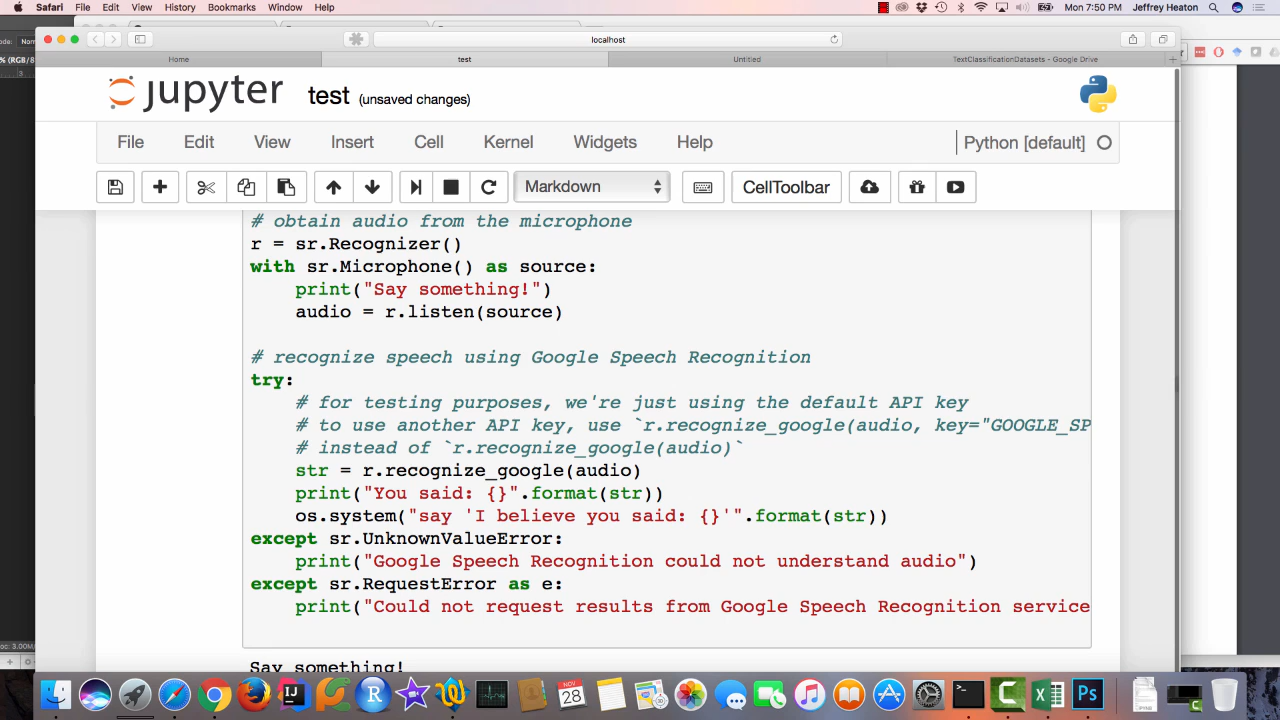 Safari File Edit View History Bookmarks Window Help Mon 7:50 PM Jeffrey Heaton
localhost
Home test Untitled TextClassificationDatasets - Google Drive
jupyter test (unsaved changes)
File Edit View Insert Cell Kernel Widgets Help Python [default]
Markdown CellToolbar
# obtain audio from the microphone
r = sr.Recognizer()
with sr.Microphone() as source:
    print("Say something!")
    audio = r.listen(source)
# recognize speech using Google Speech Recognition
try:
    # for testing purposes, we're just using the default API key
    # to use another API key, use `r.recognize_google(audio, key="GOOGLE_SP
    # instead of `r.recognize_google(audio)`
    str = r.recognize_google(audio)
    print("You said: {}".format(str))
    os.system("say 'I believe you said: {}'".format(str))
except sr.UnknownValueError:
    print("Google Speech Recognition could not understand audio")
except sr.RequestError as e:
    print("Could not request results from Google Speech Recognition service
Say something!
NOV
28